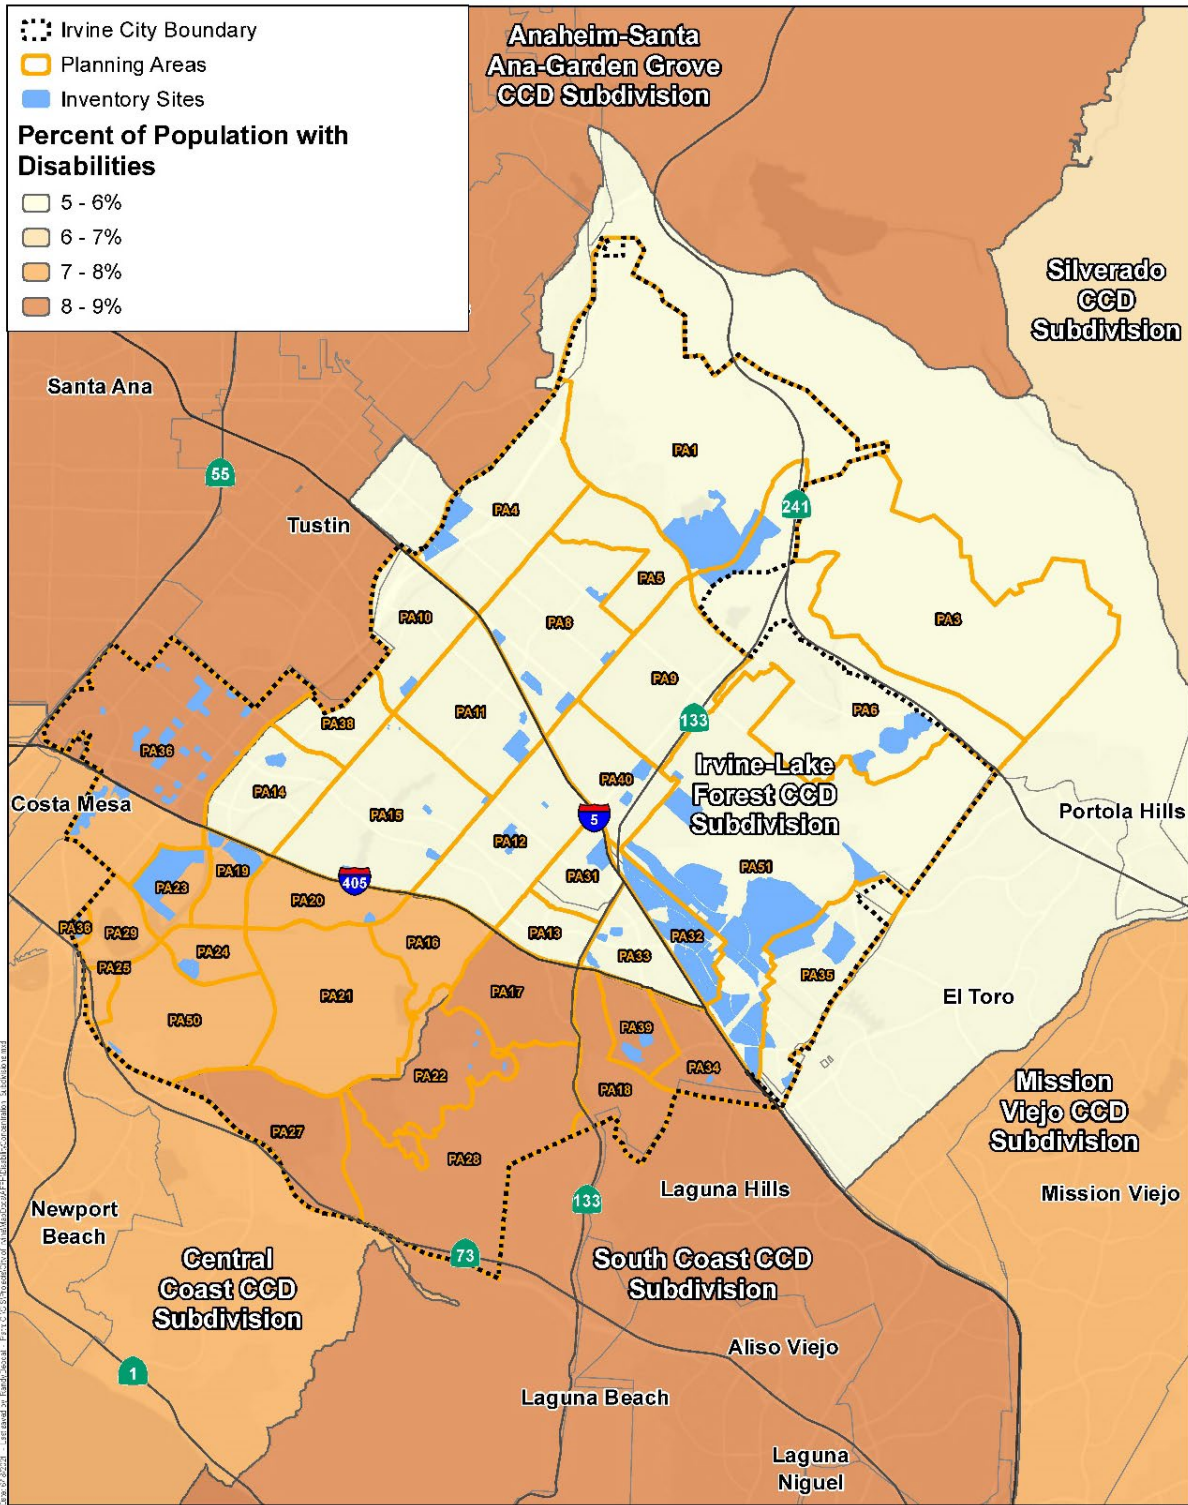 Irvine City Boundary
Planning Areas
Inventory Sites
Percent of Population with
Disabilities
5 - 6%
6 - 7%
7 - 8%
8 - 9%
Anaheim-Santa
Ana-Garden Grove
CCD Subdivision
Silverado
CCD
Subdivision
Santa Ana
55
Tustin
PA1
241
PA4
PA5
PA10
PA8
PA3
PA9
PA6
PA11
133
PA38
PA36
PA14
PA40
Irvine-Lake
Forest CCD
Subdivision
Costa Mesa
PA15
5
PA12
Portola Hills
PA51
PA19
PA23
405
PA31
PA20
PA36
PA29
PA16
PA13
PA32
PA24
PA33
PA25
PA35
PA17
PA21
El Toro
PA50
PA39
PA22
PA34
PA18
Mission
Viejo CCD
Subdivision
PA27
PA28
Laguna Hills
Mission Viejo
133
Newport
Beach
73
Central
Coast CCD
Subdivision
South Coast CCD
Subdivision
Aliso Viejo
1
Laguna Beach
Laguna
Niguel